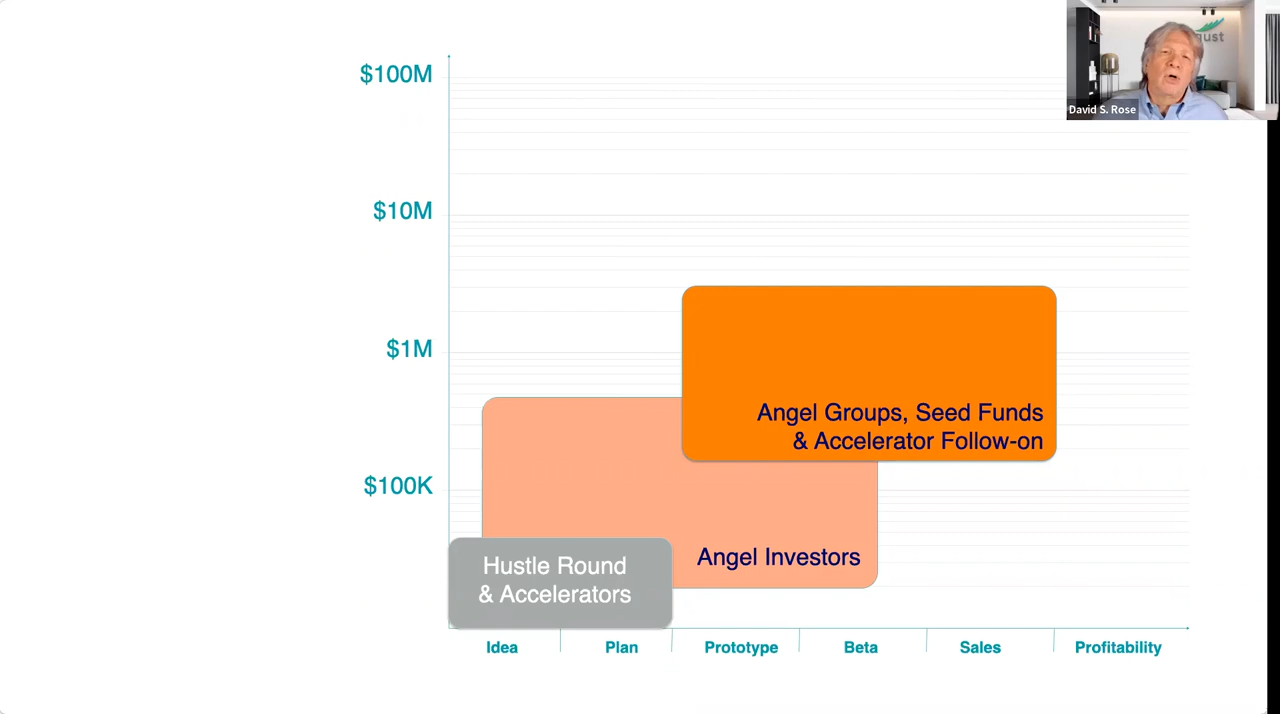 gust
David S. Rose
$100M
$10M
$1M
$100K
Angel Groups, Seed Funds
& Accelerator Follow-on
Angel Investors
Hustle Round
& Accelerators
Idea
Plan
Prototype
Beta
Sales
Profitability